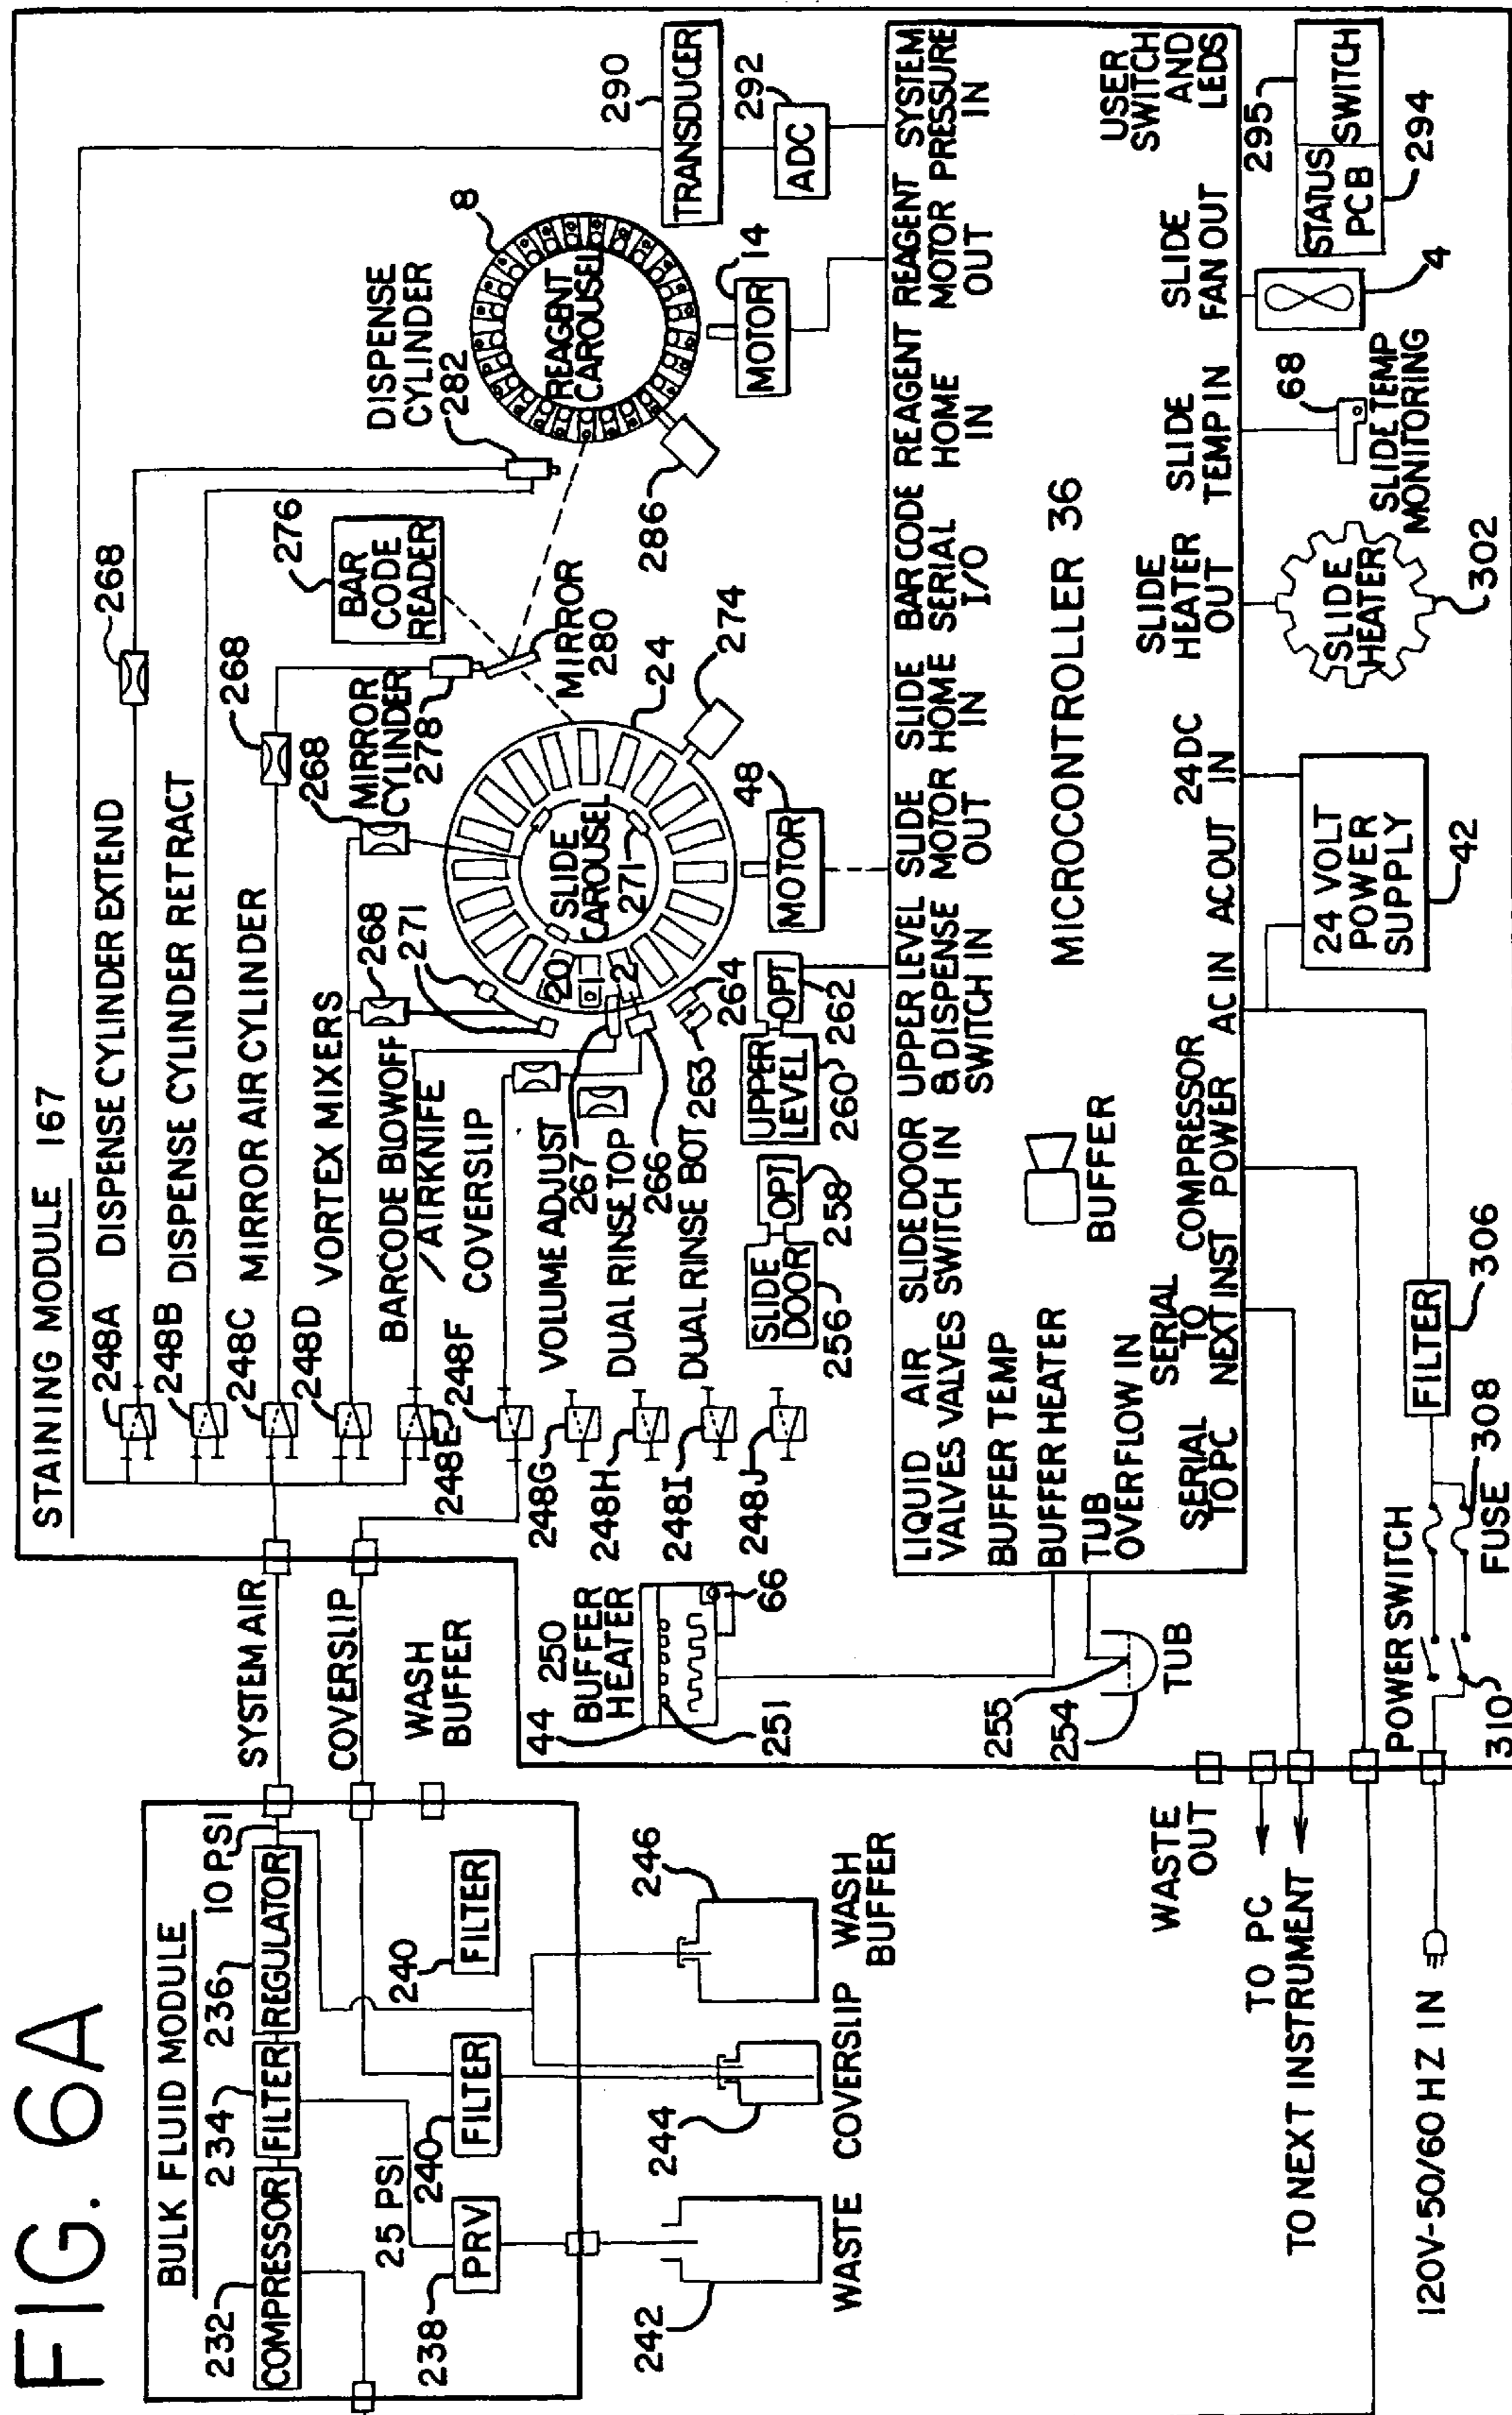 FIG. 6A
BULK FLUID MODULE
232
COMPRESSOR
234
FILTER
236
REGULATOR
10 PSI
25 PSI
238
PRV
240
FILTER
240
FILTER
242
WASTE
244
COVERSLIP
246
WASH
BUFFER
SYSTEM AIR
COVERSLIP
WASH
BUFFER
STAINING MODULE 167
248A
DISPENSE CYLINDER EXTEND
248B
DISPENSE CYLINDER RETRACT
248C
MIRROR AIR CYLINDER
248D
VORTEX MIXERS
248E
BARCODE BLOWOFF
/AIRKNIFE
248F
COVERSLIP
248G
VOLUME ADJUST
248H
DUAL RINSE TOP
248I
DUAL RINSE BOT
248J
268
268
268
268
271
267
266
263
264
20
1
2
SLIDE
CAROUSEL
271
24
274
MIRROR
CYLINDER
278
MIRROR
280
BAR
CODE
READER
276
DISPENSE
CYLINDER
282
REAGENT
CAROUSEL
8
286
MOTOR
14
MOTOR
48
TRANSDUCER
290
ADC
292
44
250
BUFFER
HEATER
251
66
255
254
TUB
SLIDE
DOOR
OPT
256
258
UPPER
LEVEL
OPT
260
262
LIQUID
VALVES
AIR
VALVES
SLIDE DOOR
SWITCH IN
UPPER LEVEL
& DISPENSE
SWITCH IN
SLIDE
MOTOR
OUT
SLIDE
HOME
IN
BAR CODE
SERIAL
I/O
REAGENT
HOME
IN
REAGENT
MOTOR
OUT
SYSTEM
PRESSURE
IN
BUFFER TEMP
BUFFER HEATER
TUB
OVERFLOW IN
BUFFER
MICROCONTROLLER 36
USER
SWITCH
AND
LEDS
SERIAL
TO PC
SERIAL
TO
NEXT INST
COMPRESSOR
POWER
AC IN
AC OUT
24DC
IN
SLIDE
HEATER
OUT
SLIDE
TEMP IN
SLIDE
FAN OUT
WASTE
OUT
TO PC
TO NEXT INSTRUMENT
120V-50/60 HZ IN
POWER SWITCH
310
FUSE
308
FILTER
306
24 VOLT
POWER
SUPPLY
42
SLIDE
HEATER
302
68
SLIDE TEMP
MONITORING
4
STATUS
PCB
SWITCH
295
294